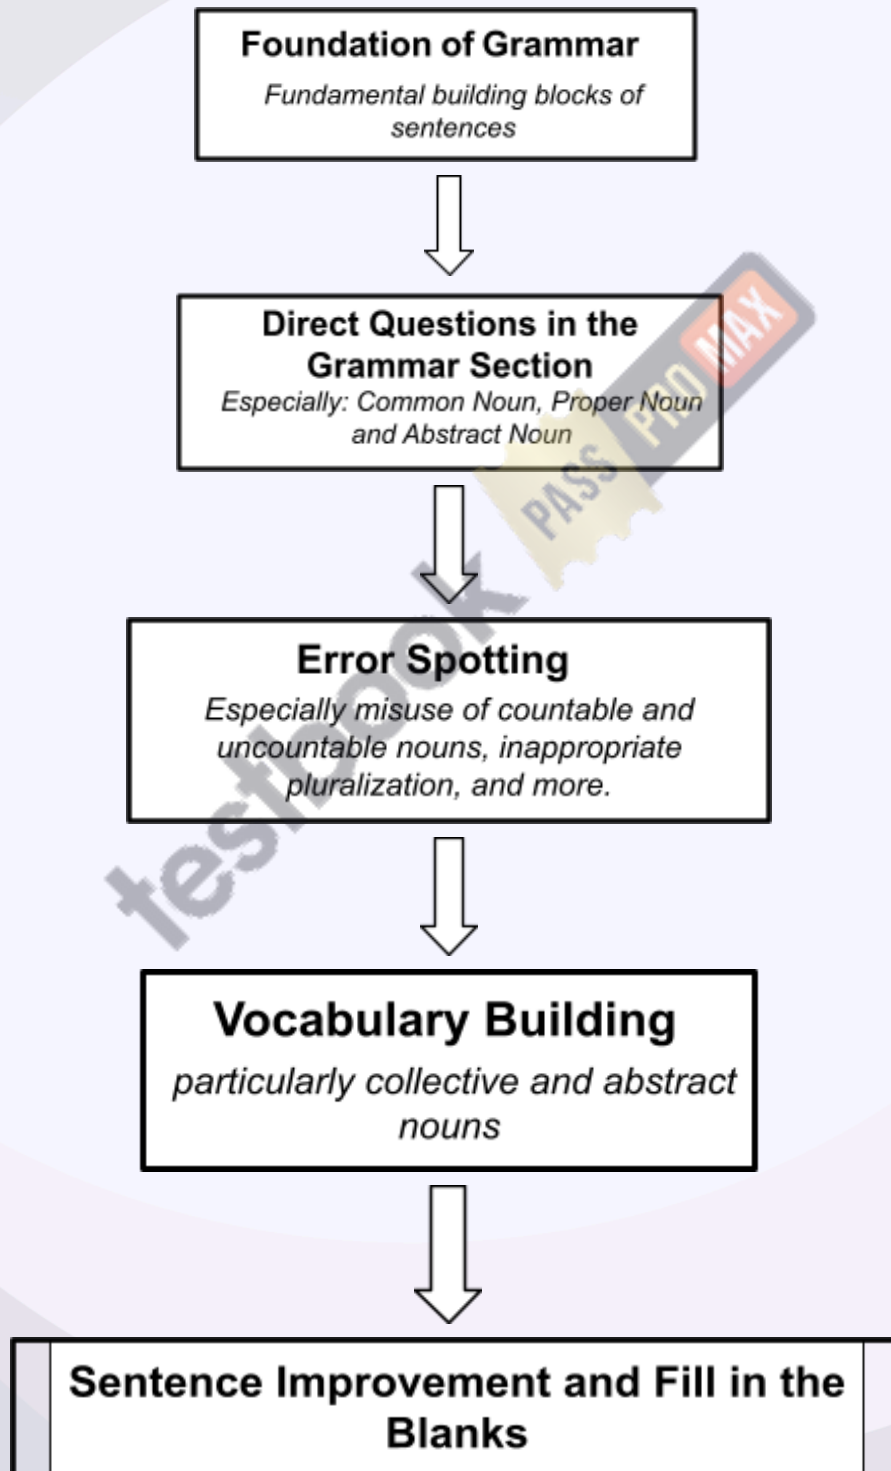 Foundation of Grammar
Fundamental building blocks of
sentences
Direct Questions in the
Grammar Section
Especially: Common Noun, Proper Noun
and Abstract Noun
PASS PRO MAX
Error Spotting
Especially misuse of countable and
uncountable nouns, inappropriate
pluralization, and more.
testbook
Vocabulary Building
particularly collective and abstract
nouns
Sentence Improvement and Fill in the
Blanks